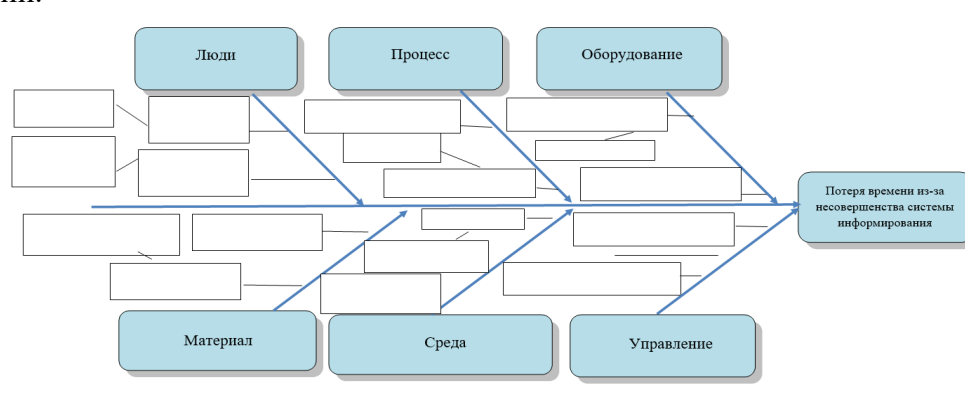 Люди
Процесс
Оборудование
Потеря времени из-за
несовершенства системы
информирования
Материал
Среда
Управление